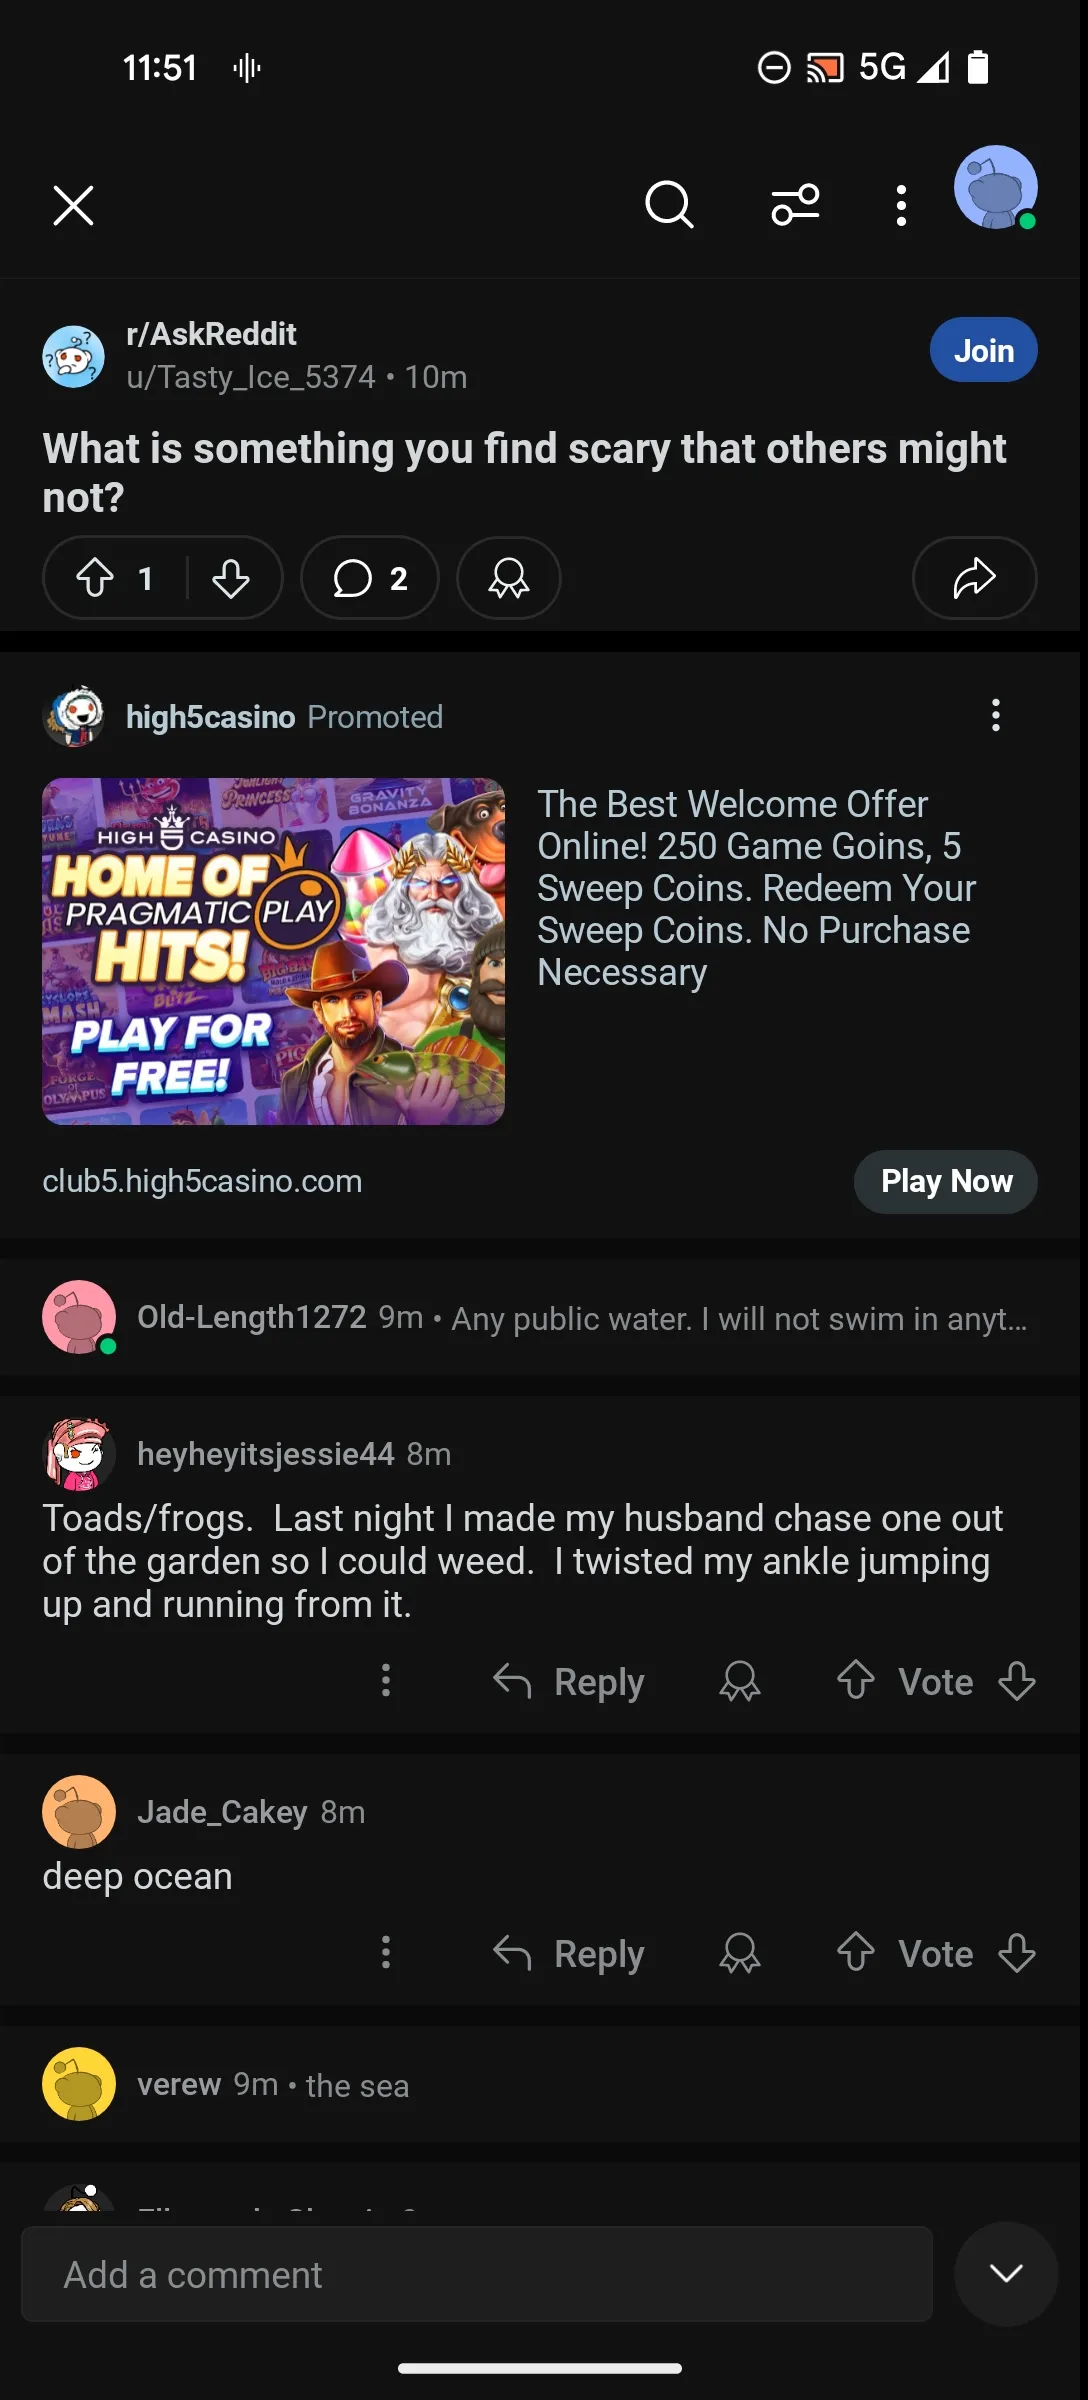 11:51
5G
r/AskReddit
u/Tasty_Ice_5374 • 10m
Join
What is something you find scary that others might
not?
1
2
high5casino Promoted
HIGH 5 CASINO
HOME OF
PRAGMATIC PLAY
HITS!
PLAY FOR
FREE!
PRINCESS
GRAVITY
BONANZA
BLITZ
MASH
PIG
FORGE
OF
OLYMPUS
The Best Welcome Offer
Online! 250 Game Goins, 5
Sweep Coins. Redeem Your
Sweep Coins. No Purchase
Necessary
club5.high5casino.com
Play Now
Old-Length1272 9m • Any public water. I will not swim in anyt...
heyheyitsjessie44 8m
Toads/frogs.  Last night I made my husband chase one out
of the garden so I could weed.  I twisted my ankle jumping
up and running from it.
Reply
Vote
Jade_Cakey 8m
deep ocean
Reply
Vote
verew 9m • the sea
Add a comment